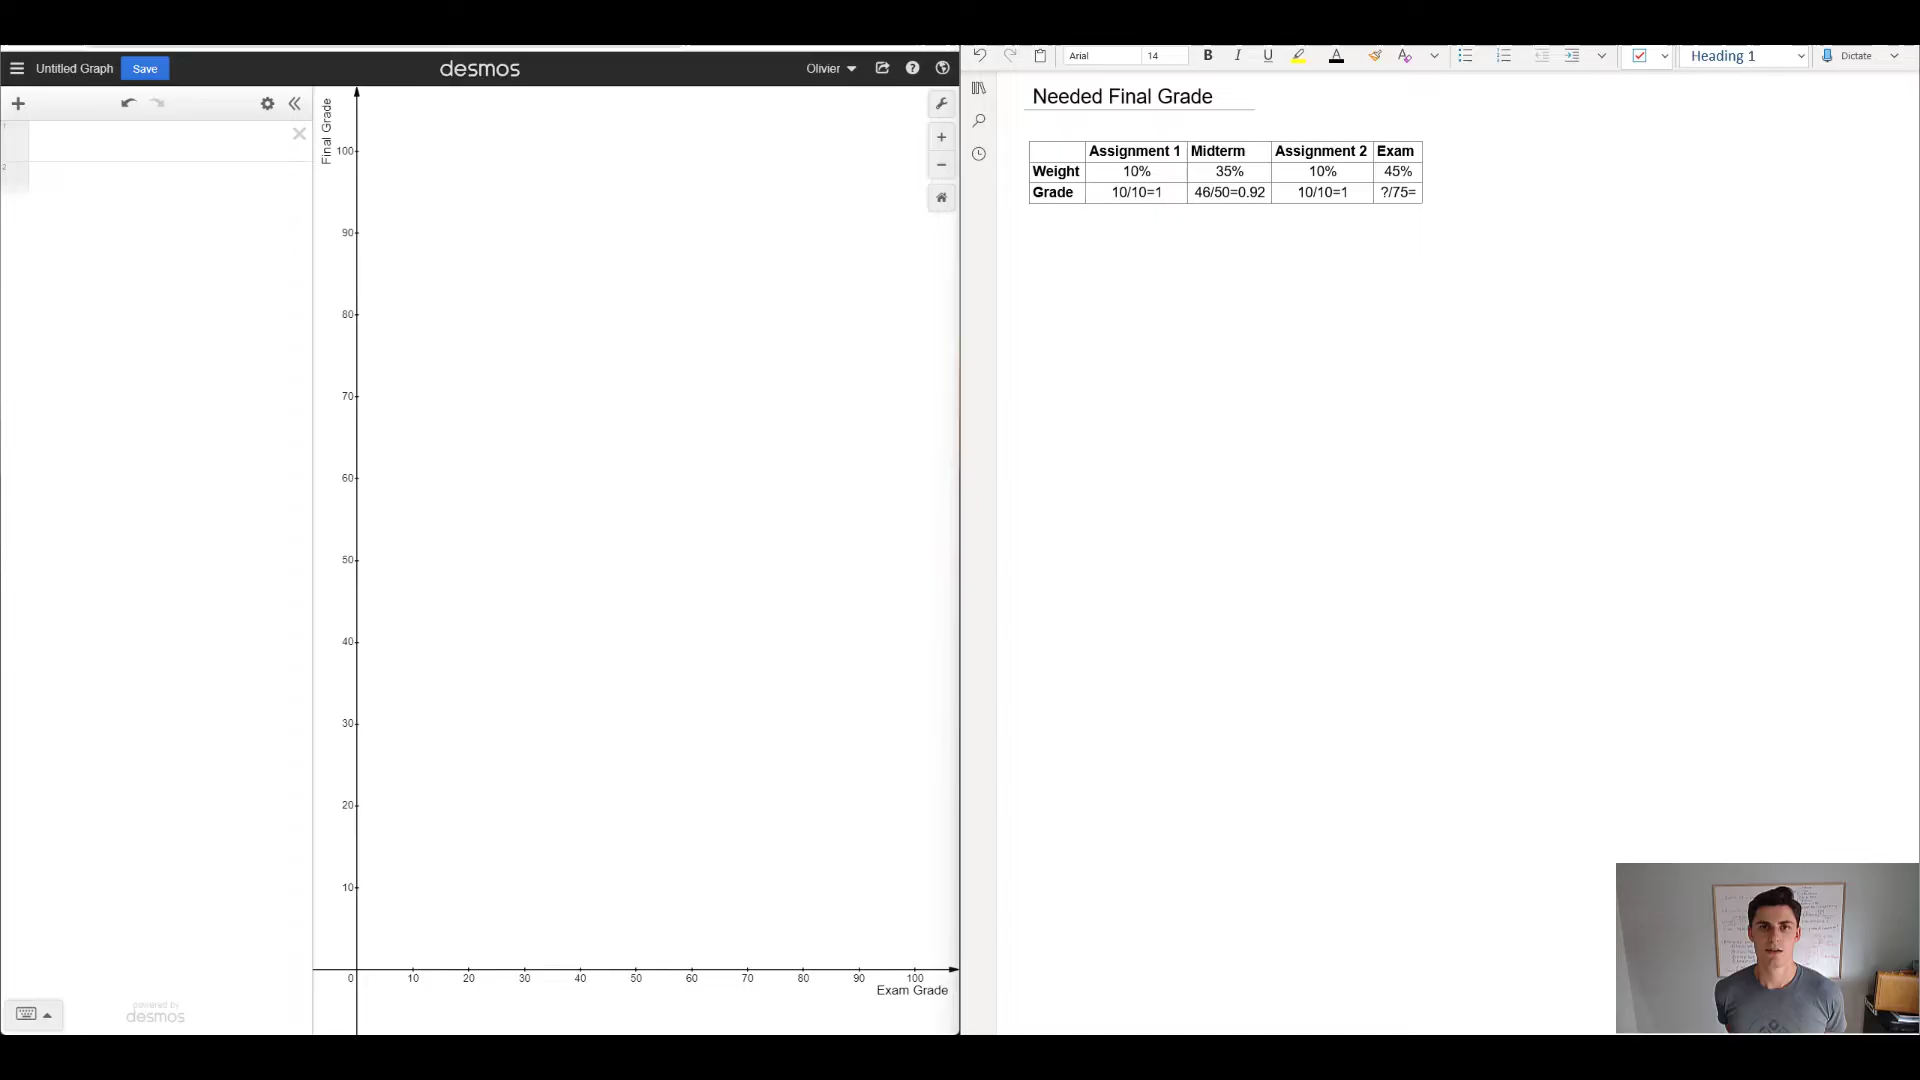 Untitled Graph Save desmos Olivier
1
2
powered by
desmos
Final Grade
100
90
80
70
60
50
40
30
20
10
0 10 20 30 40 50 60 70 80 90 100
Exam Grade
Arial 14 B I U A A Heading 1 Dictate
Needed Final Grade
Assignment 1 Midterm Assignment 2 Exam
Weight 10% 35% 10% 45%
Grade 10/10=1 46/50=0.92 10/10=1 ?/75=